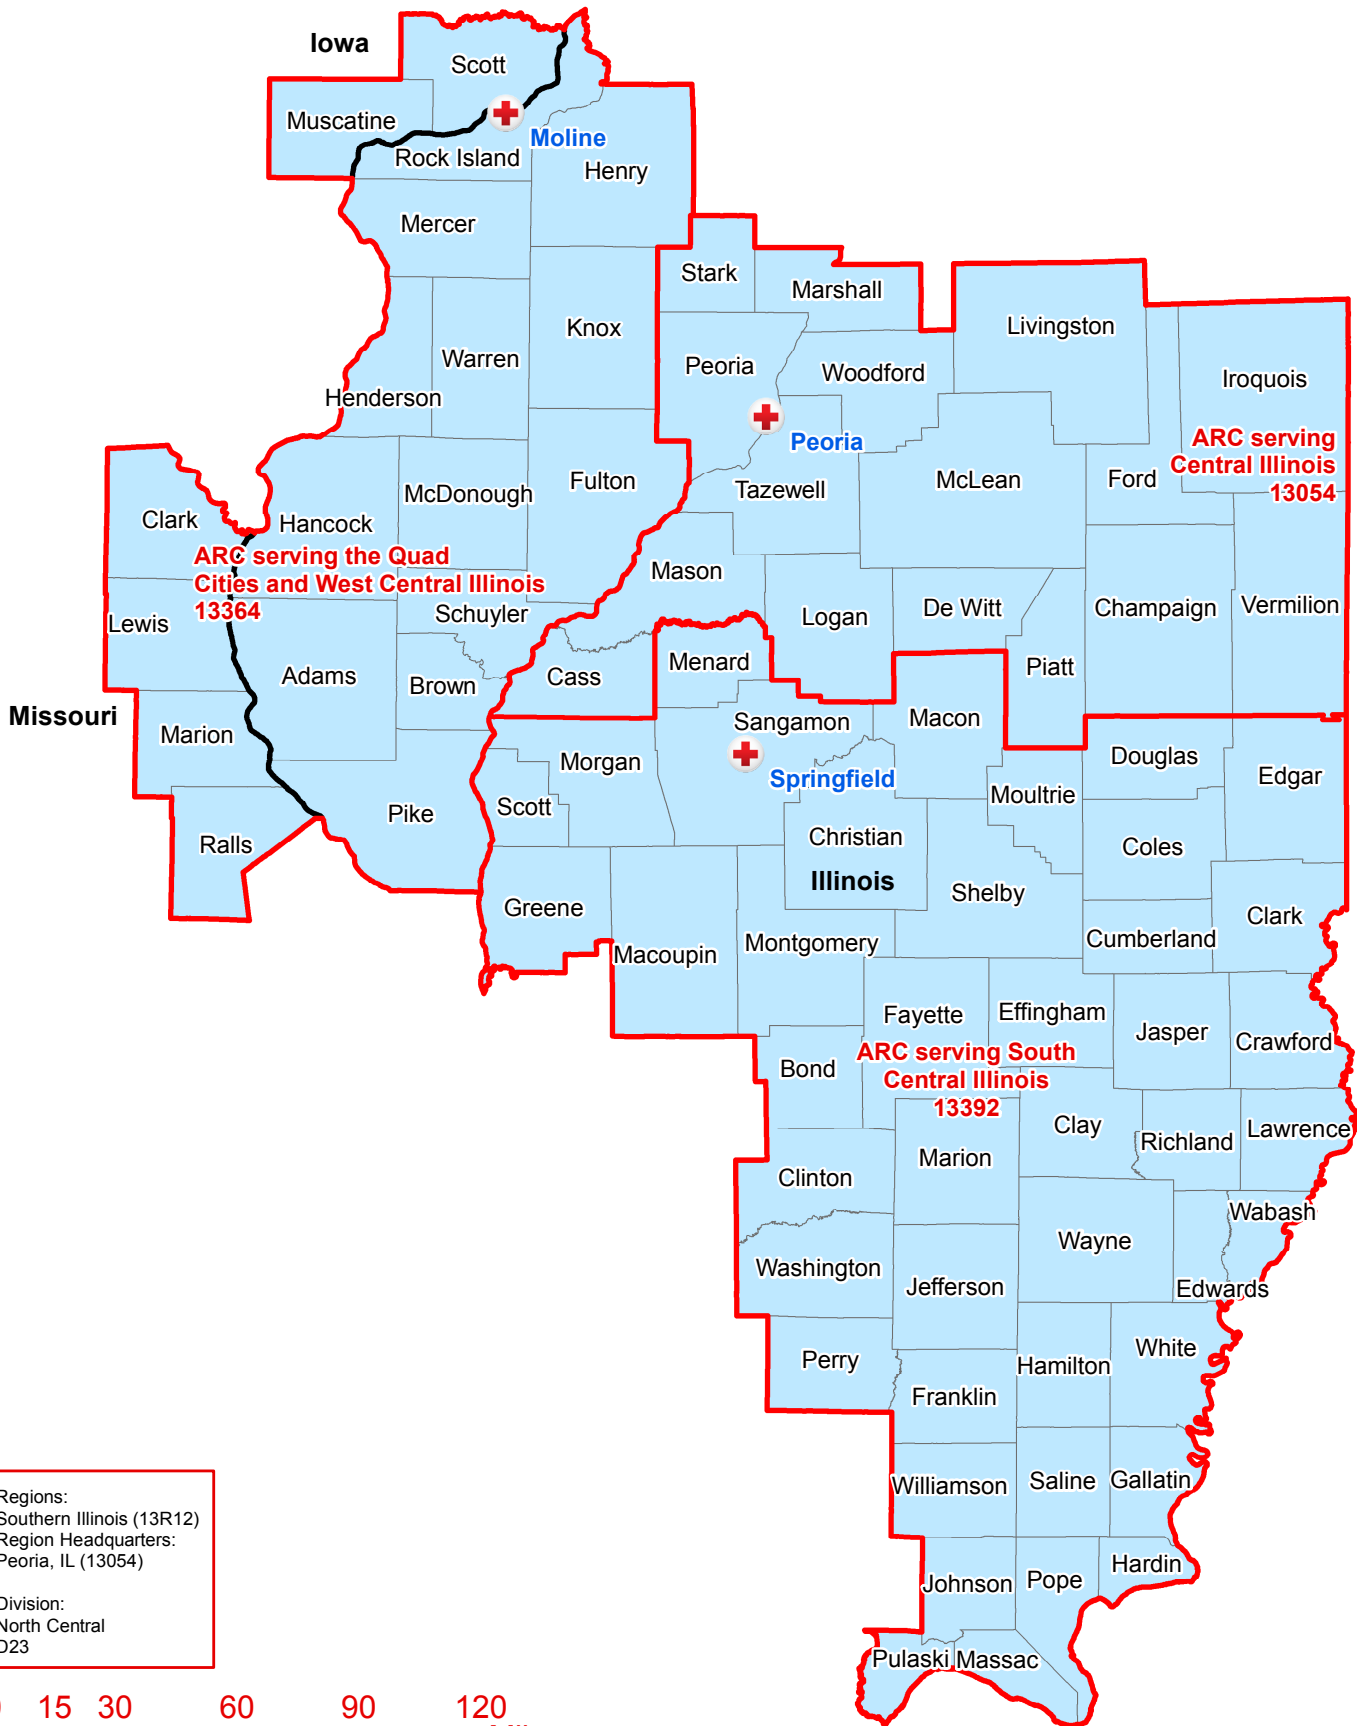 Iowa
Scott
Muscatine
Moline
Rock Island
Henry
Mercer
Stark
Marshall
Livingston
Knox
Warren
Peoria
Woodford
Iroquois
Henderson
Peoria
ARC serving
Central Illinois
13054
McDonough
Fulton
Tazewell
McLean
Ford
Clark
Hancock
ARC serving the Quad
Cities and West Central Illinois
13364
Mason
Schuyler
Lewis
Logan
De Witt
Champaign
Vermilion
Adams
Brown
Cass
Menard
Piatt
Missouri
Marion
Sangamon
Macon
Morgan
Springfield
Douglas
Edgar
Scott
Pike
Moultrie
Ralls
Christian
Coles
Illinois
Greene
Shelby
Clark
Macoupin
Montgomery
Cumberland
Fayette
Effingham
Jasper
Crawford
Bond
ARC serving South
Central Illinois
13392
Clay
Richland
Lawrence
Marion
Clinton
Wabash
Wayne
Washington
Jefferson
Edwards
Perry
Hamilton
White
Franklin
Williamson
Saline
Gallatin
Johnson
Pope
Hardin
Pulaski
Massac
Regions:
Southern Illinois (13R12)
Region Headquarters:
Peoria, IL (13054)
Division:
North Central
D23
15 30 60 90 120